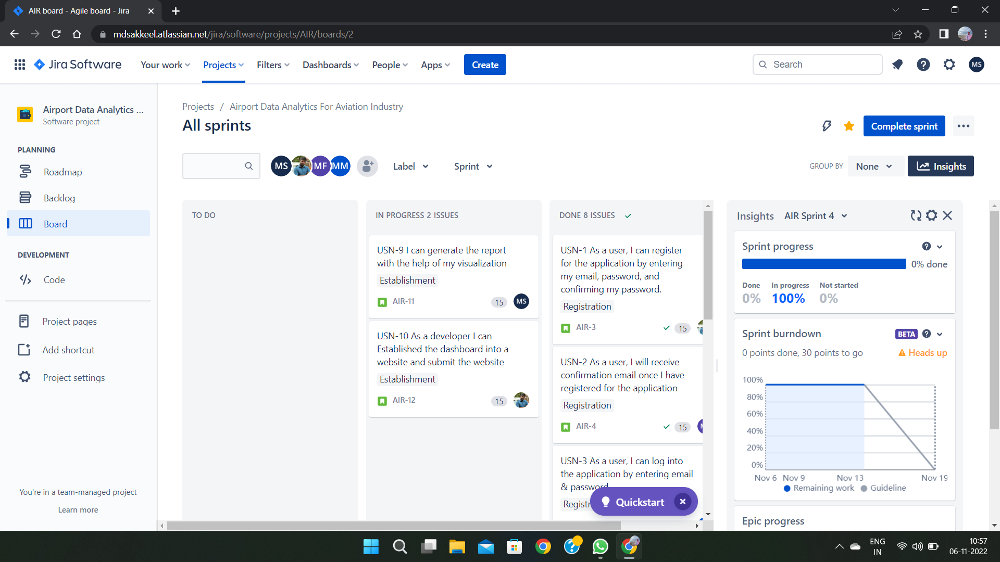 AIR board - Agile board - Jira
mdsakkeel.atlassian.net/jira/software/projects/AIR/boards/2
Jira Software
Your work
Projects
Filters
Dashboards
People
Apps
Create
Search
MS
Airport Data Analytics ...
Software project
PLANNING
Roadmap
Backlog
Board
DEVELOPMENT
Code
Project pages
Add shortcut
Project settings
You're in a team-managed project
Learn more
Projects / Airport Data Analytics For Aviation Industry
All sprints
Complete sprint
MS
MF
MM
Label
Sprint
GROUP BY
None
Insights
TO DO
IN PROGRESS 2 ISSUES
USN-9 I can generate the report
with the help of my visualization
Establishment
AIR-11
15
MS
USN-10 As a developer I can
Established the dashboard into a
website and submit the website
Establishment
AIR-12
15
DONE 8 ISSUES
USN-1 As a user, I can register
for the application by entering
my email, password, and
confirming my password.
Registration
AIR-3
15
USN-2 As a user, I will receive
confirmation email once I have
registered for the application
Registration
AIR-4
15
USN-3 As a user, I can log into
the application by entering email
& password
Registr
Quickstart
Insights
AIR Sprint 4
Sprint progress
0% done
Done In progress Not started
0% 100% 0%
Sprint burndown
BETA
0 points done, 30 points to go
Heads up
100%
80%
60%
40%
20%
0%
Nov 6 Nov 9 Nov 13 Nov 19
Remaining work Guideline
Epic progress
ENG
IN
10:57
06-11-2022